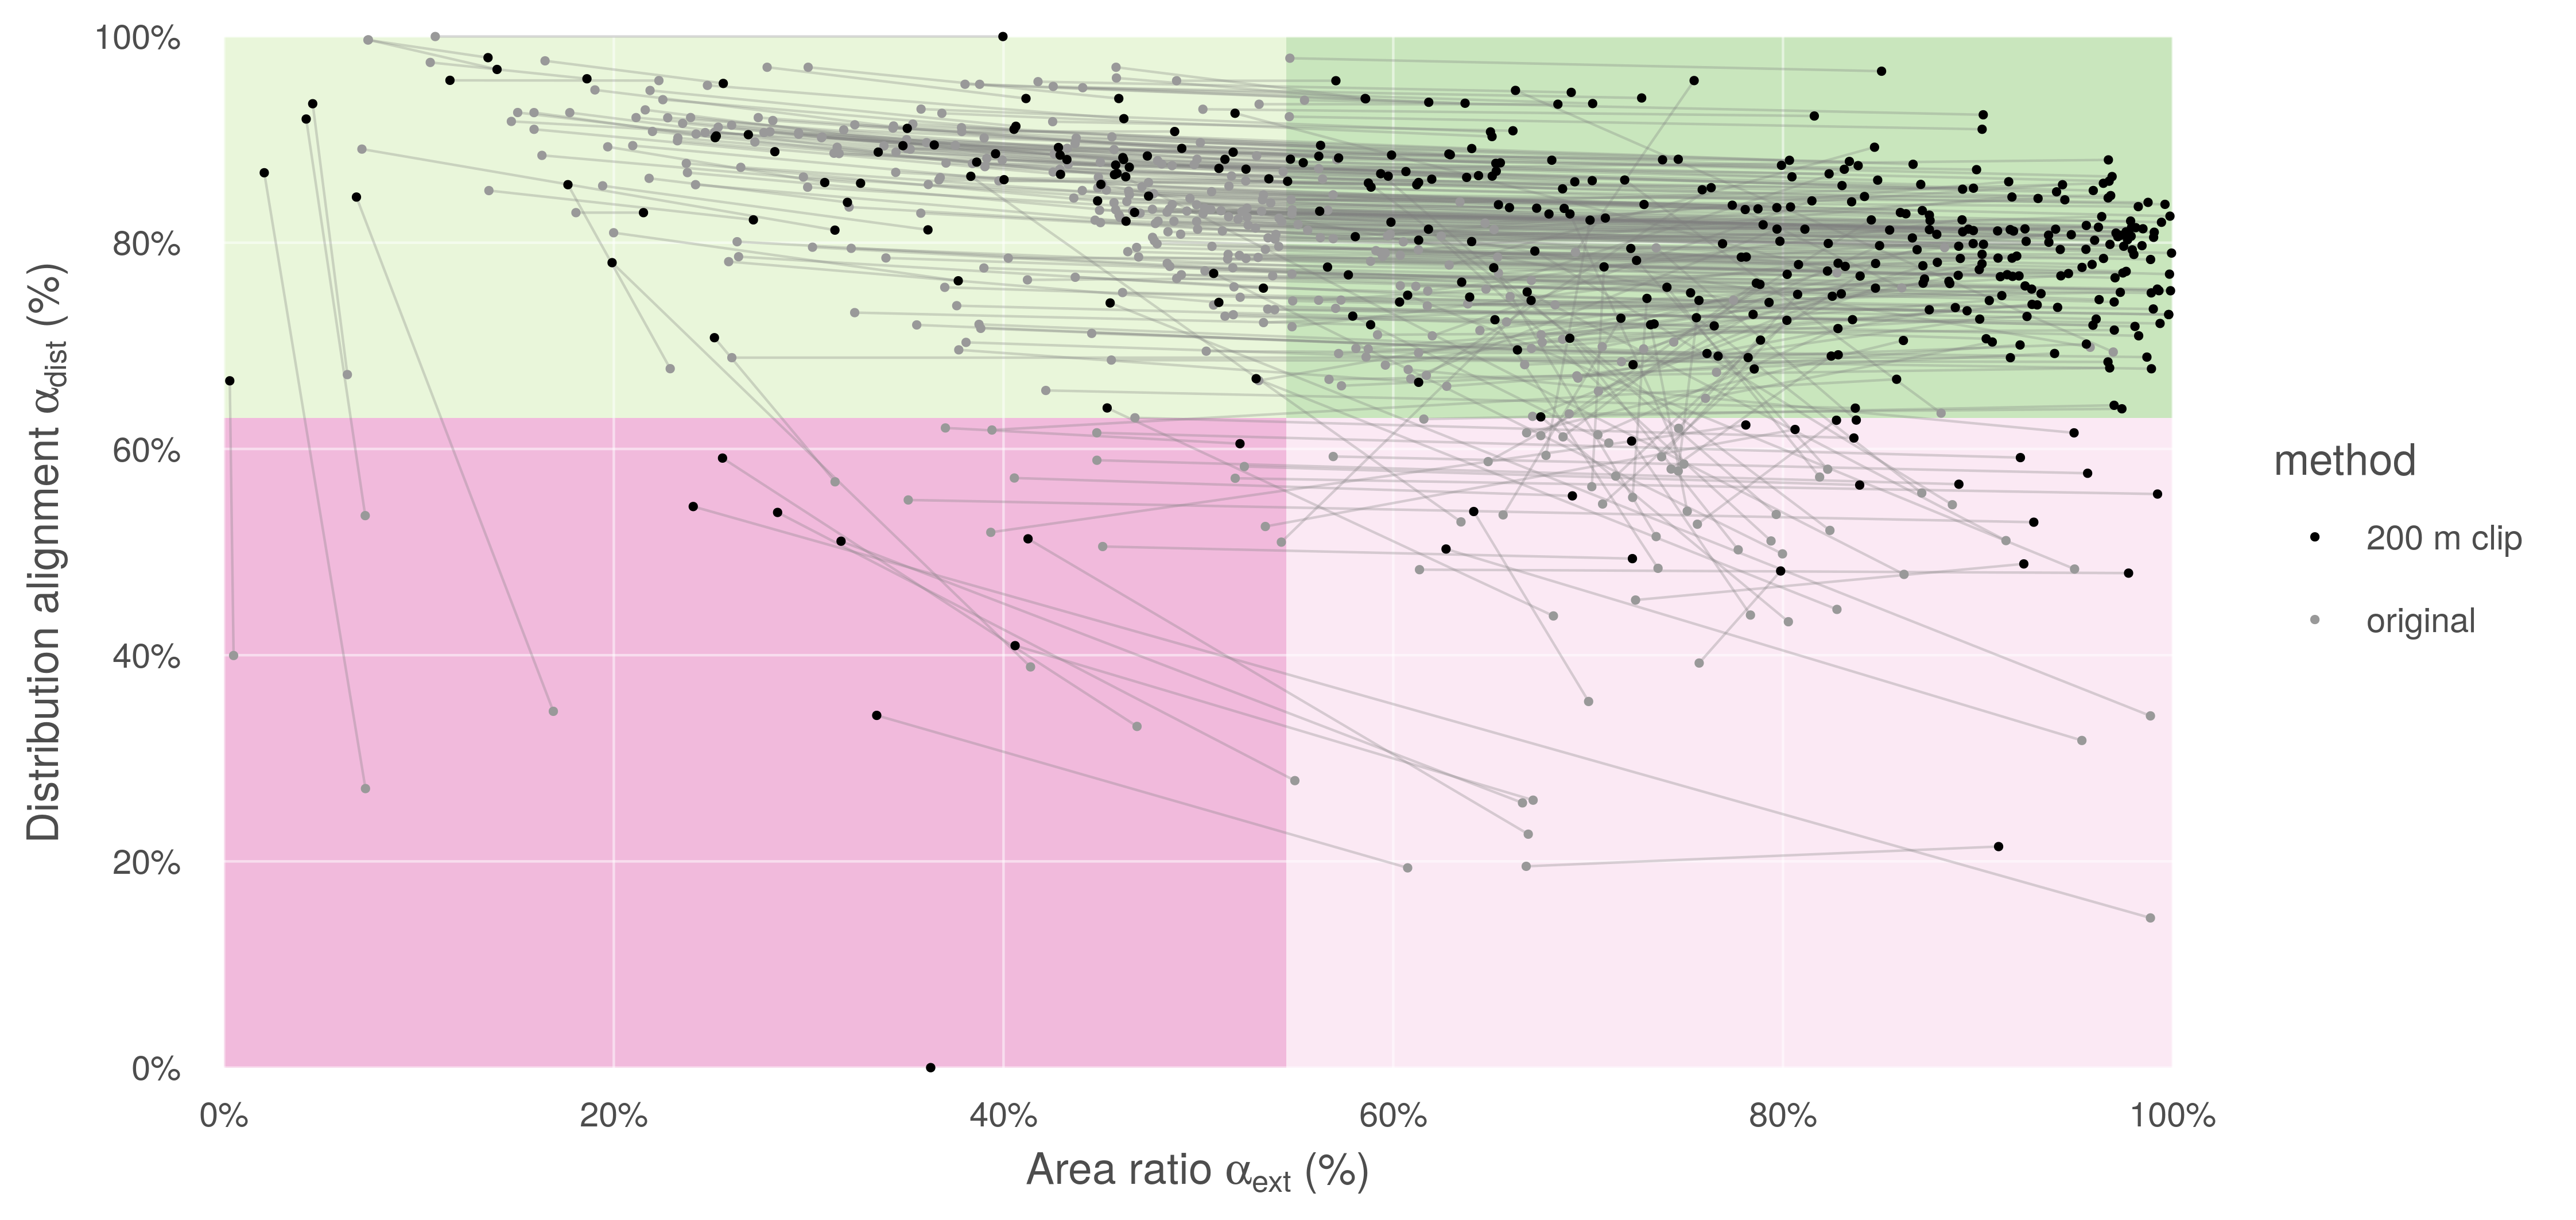 100%
80%
60%
40%
20%
0%
Distribution alignment αdist (%)
0%
20%
40%
60%
80%
100%
Area ratio αext (%)
method
200 m clip
original